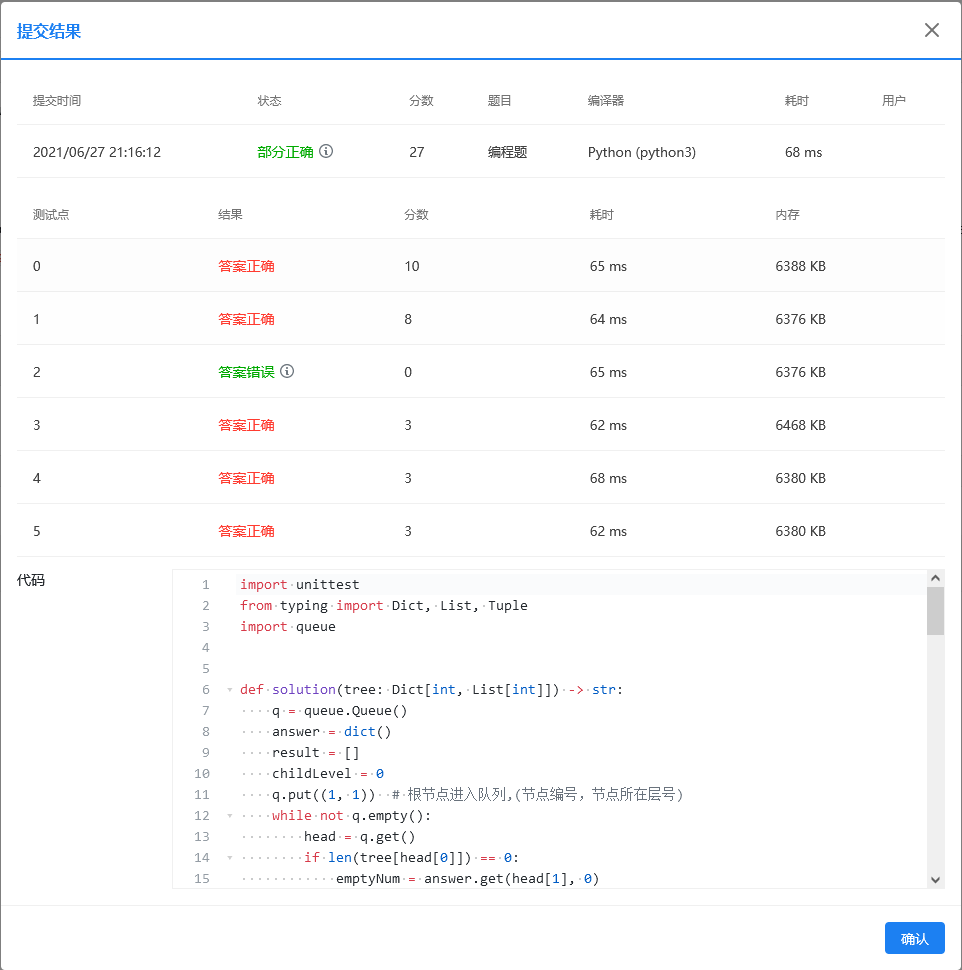 提交结果
提交时间 状态 分数 题目 编译器 耗时 用户
2021/06/27 21:16:12 部分正确 27 编程题 Python (python3) 68 ms
测试点 结果 分数 耗时 内存
0 答案正确 10 65 ms 6388 KB
1 答案正确 8 64 ms 6376 KB
2 答案错误 0 65 ms 6376 KB
3 答案正确 3 62 ms 6468 KB
4 答案正确 3 68 ms 6380 KB
5 答案正确 3 62 ms 6380 KB
代码
1 import unittest
2 from typing import Dict, List, Tuple
3 import queue
4
5
6 def solution(tree: Dict[int, List[int]]) -> str:
7 ····q = queue.Queue()
8 ····answer = dict()
9 ····result = []
10 ····childLevel = 0
11 ····q.put((1, 1))  # 根节点进入队列,(节点编号，节点所在层号)
12 ····while not q.empty():
13 ········head = q.get()
14 ········if len(tree[head[0]]) == 0:
15 ············emptyNum = answer.get(head[1], 0)
确认